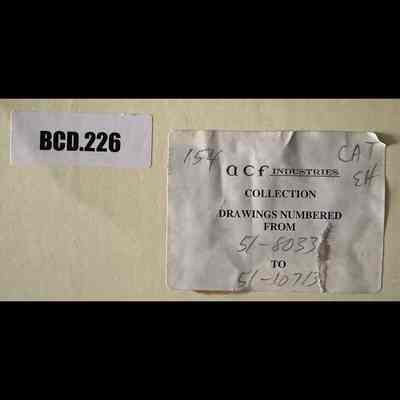 BCD.226
154 CAT
EH
acf INDUSTRIES
COLLECTION
DRAWINGS NUMBERED
FROM
51-8033
TO
51-10713